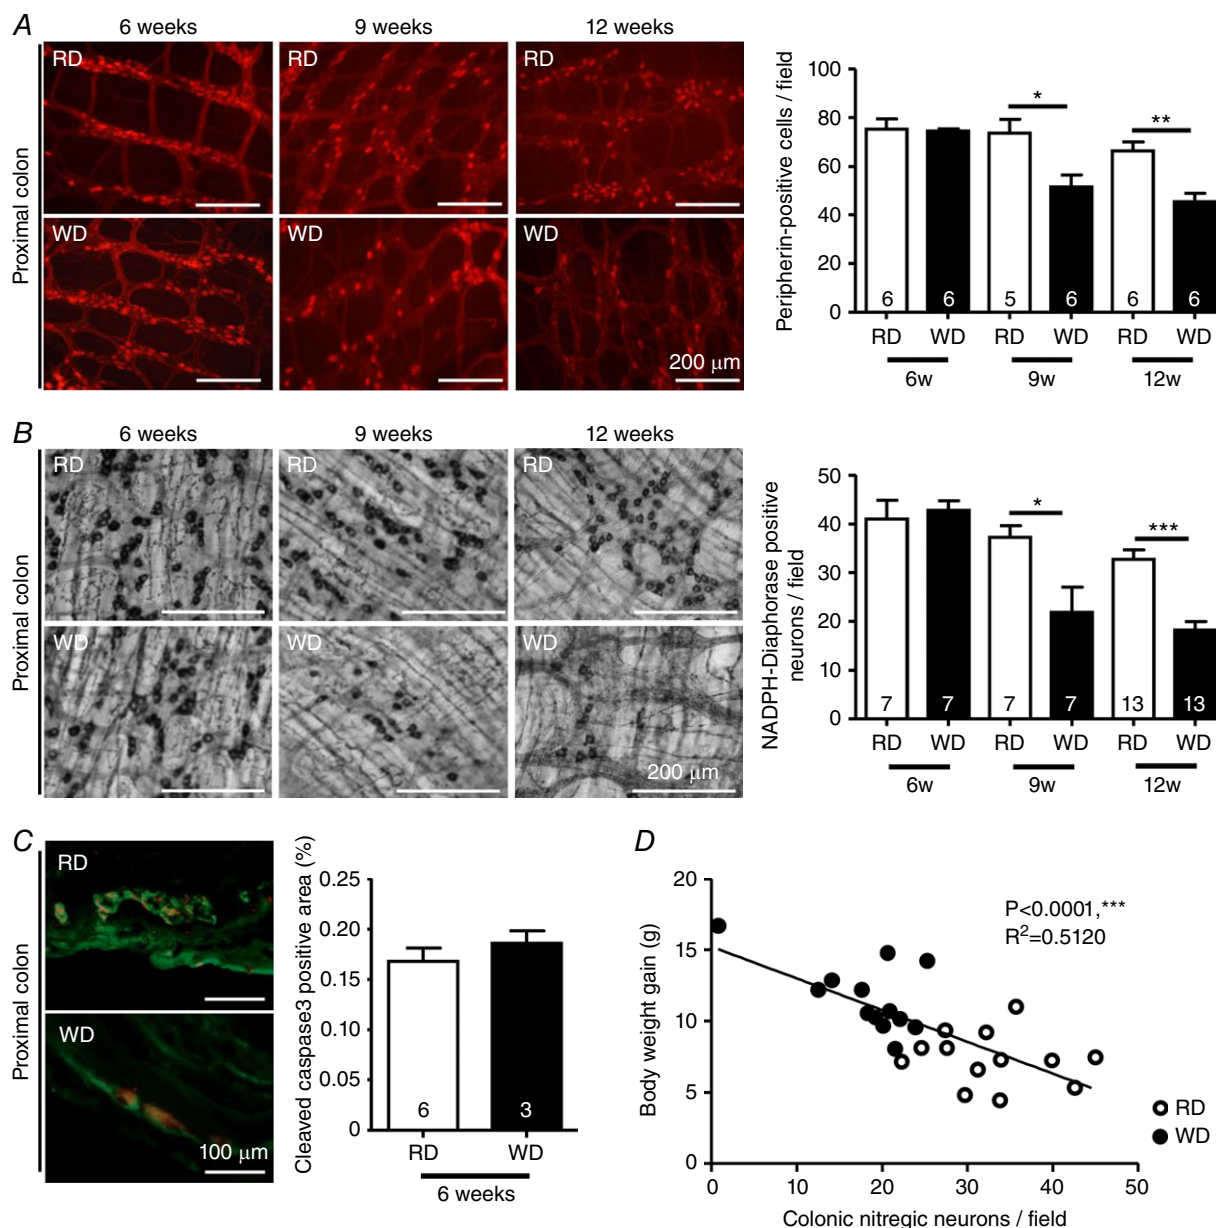 A
6 weeks
9 weeks
12 weeks
Proximal colon
RD
RD
RD
WD
WD
WD
200 μm
Peripherin-positive cells / field
100
80
60
40
20
0
*
**
6
6
5
6
6
6
RD
WD
RD
WD
RD
WD
6w
9w
12w
B
6 weeks
9 weeks
12 weeks
Proximal colon
RD
RD
RD
WD
WD
WD
200 μm
NADPH-Diaphorase positive
neurons / field
50
40
30
20
10
0
*
***
7
7
7
7
13
13
RD
WD
RD
WD
RD
WD
6w
9w
12w
C
Proximal colon
RD
WD
100 μm
Cleaved caspase3 positive area (%)
0.25
0.20
0.15
0.10
0.05
0
6
3
RD
WD
6 weeks
D
Body weight gain (g)
20
15
10
5
0
P<0.0001,***
R²=0.5120
RD
WD
0
10
20
30
40
50
Colonic nitregic neurons / field